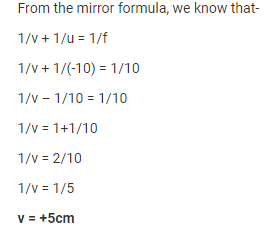 From the mirror formula, we know that-
1/v + 1/u = 1/f
1/v + 1/(-10) = 1/10
1/v – 1/10 = 1/10
1/v = 1+1/10
1/v = 2/10
1/v = 1/5
v = +5cm